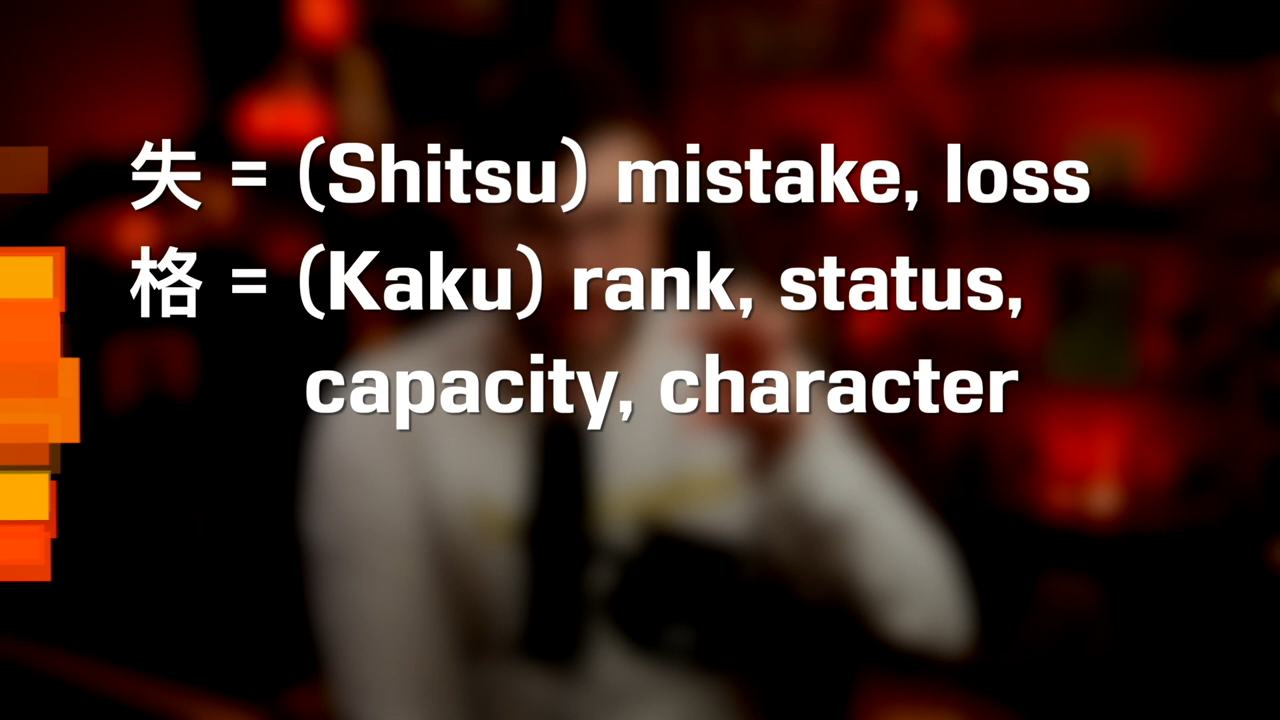 失 = (Shitsu) mistake, loss
格 = (Kaku) rank, status,
capacity, character